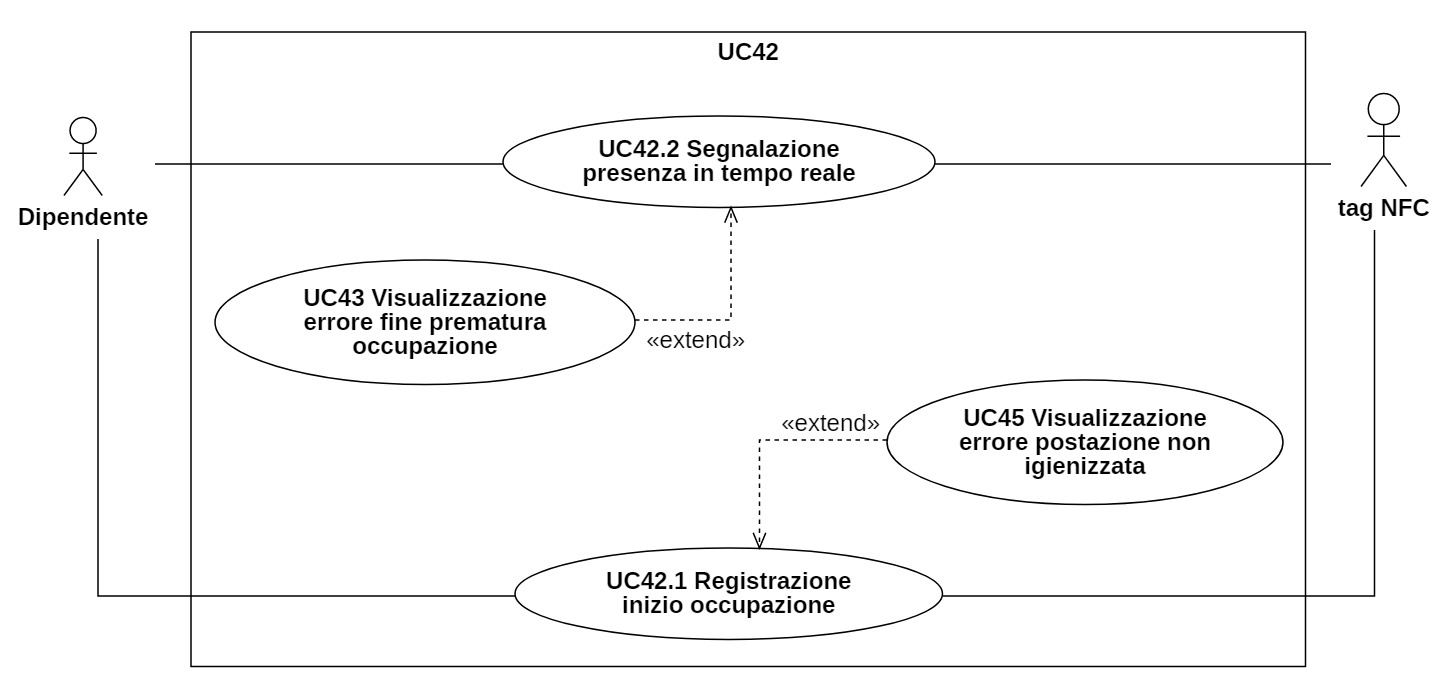 UC42
UC42.2 Segnalazione
presenza in tempo reale
Dipendente
tag NFC
UC43 Visualizzazione
errore fine prematura
occupazione
«extend»
«extend»
UC45 Visualizzazione
errore postazione non
igienizzata
UC42.1 Registrazione
inizio occupazione